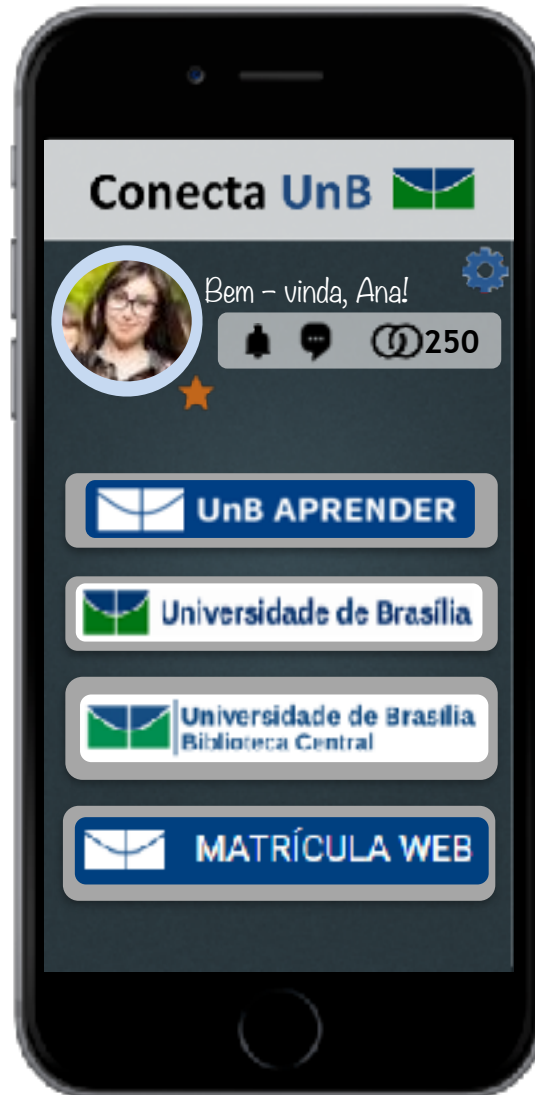 Conecta UnB
Bem - vinda, Ana!
250
UnB APRENDER
Universidade de Brasília
Universidade de Brasília
Biblioteca Central
MATRÍCULA WEB